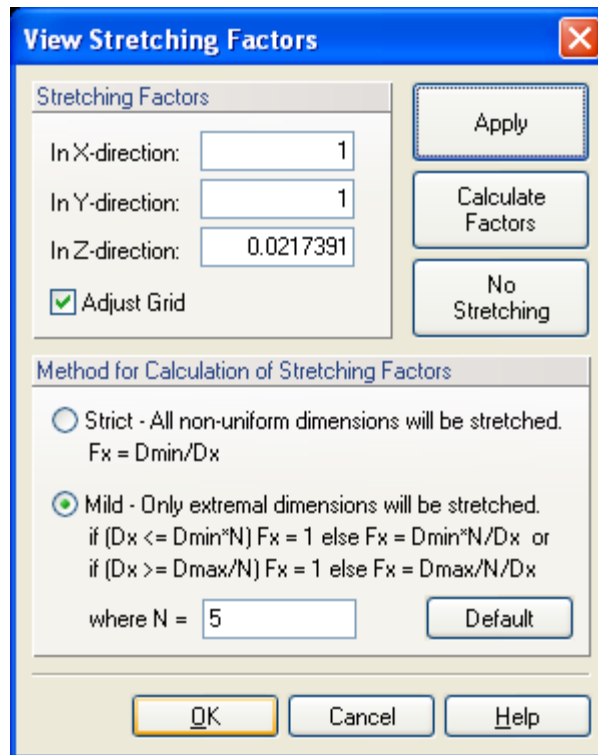 View Stretching Factors
Stretching Factors
In X-direction: 1
In Y-direction: 1
In Z-direction: 0.0217391
Adjust Grid
Apply
Calculate
Factors
No
Stretching
Method for Calculation of Stretching Factors
Strict - All non-uniform dimensions will be stretched.
Fx = Dmin/Dx
Mild - Only extremal dimensions will be stretched.
if (Dx <= Dmin*N) Fx = 1 else Fx = Dmin*N/Dx or
if (Dx >= Dmax/N) Fx = 1 else Fx = Dmax/N/Dx
where N = 5
Default
OK
Cancel
Help